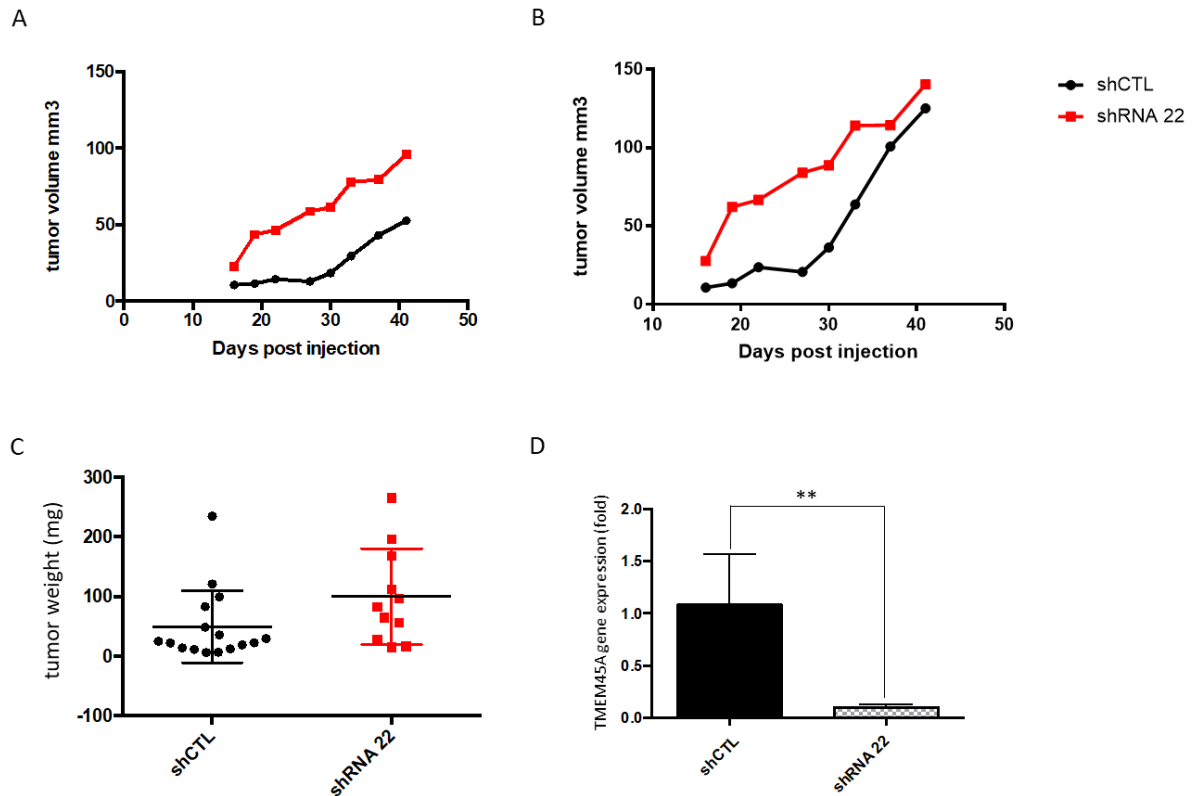 A
B
150
100
50
0
tumor volume mm3
0
10
20
30
40
50
Days post injection
150
100
50
0
tumor volume mm3
10
20
30
40
50
Days post injection
shCTL
shRNA 22
C
D
300
200
100
0
-100
tumor weight (mg)
shCTL
shRNA 22
2.0
1.5
1.0
0.5
0.0
TMEM45A gene expression (fold)
**
shCTL
shRNA 22